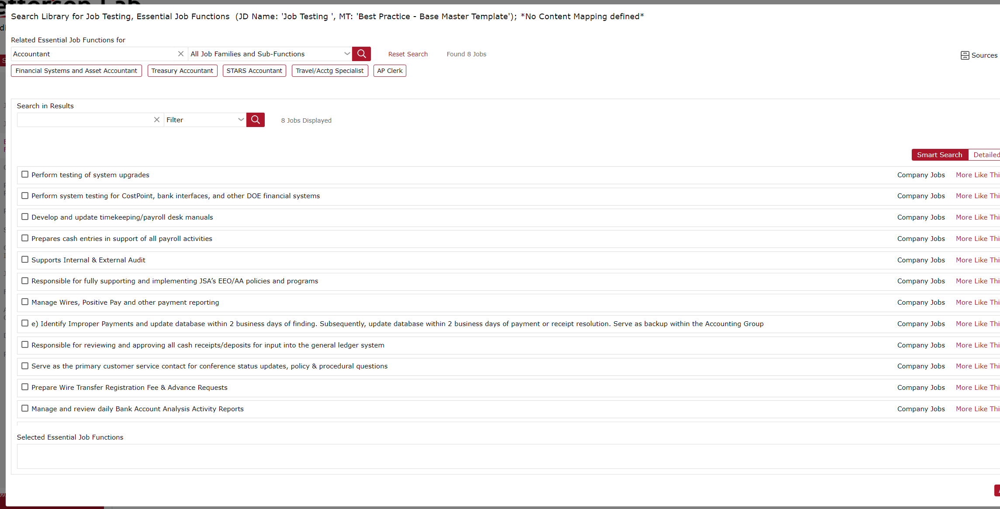 Search Library for Job Testing, Essential Job Functions (JD Name: 'Job Testing ', MT: 'Best Practice - Base Master Template'); *No Content Mapping defined*
Related Essential Job Functions for
Accountant
All Job Families and Sub-Functions
Reset Search
Found 8 Jobs
Sources
Financial Systems and Asset Accountant
Treasury Accountant
STARS Accountant
Travel/Acctg Specialist
AP Clerk
Search in Results
Filter
8 Jobs Displayed
Smart Search
Detailed
Perform testing of system upgrades
Company Jobs
More Like Thi
Perform system testing for CostPoint, bank interfaces, and other DOE financial systems
Company Jobs
More Like Thi
Develop and update timekeeping/payroll desk manuals
Company Jobs
More Like Thi
Prepares cash entries in support of all payroll activities
Company Jobs
More Like Thi
Supports Internal & External Audit
Company Jobs
More Like Thi
Responsible for fully supporting and implementing JSA’s EEO/AA policies and programs
Company Jobs
More Like Thi
Manage Wires, Positive Pay and other payment reporting
Company Jobs
More Like Thi
e) Identify Improper Payments and update database within 2 business days of finding. Subsequently, update database within 2 business days of payment or receipt resolution. Serve as backup within the Accounting Group
Company Jobs
More Like Thi
Responsible for reviewing and approving all cash receipts/deposits for input into the general ledger system
Company Jobs
More Like Thi
Serve as the primary customer service contact for conference status updates, policy & procedural questions
Company Jobs
More Like Thi
Prepare Wire Transfer Registration Fee & Advance Requests
Company Jobs
More Like Thi
Manage and review daily Bank Account Analysis Activity Reports
Company Jobs
More Like Thi
Selected Essential Job Functions